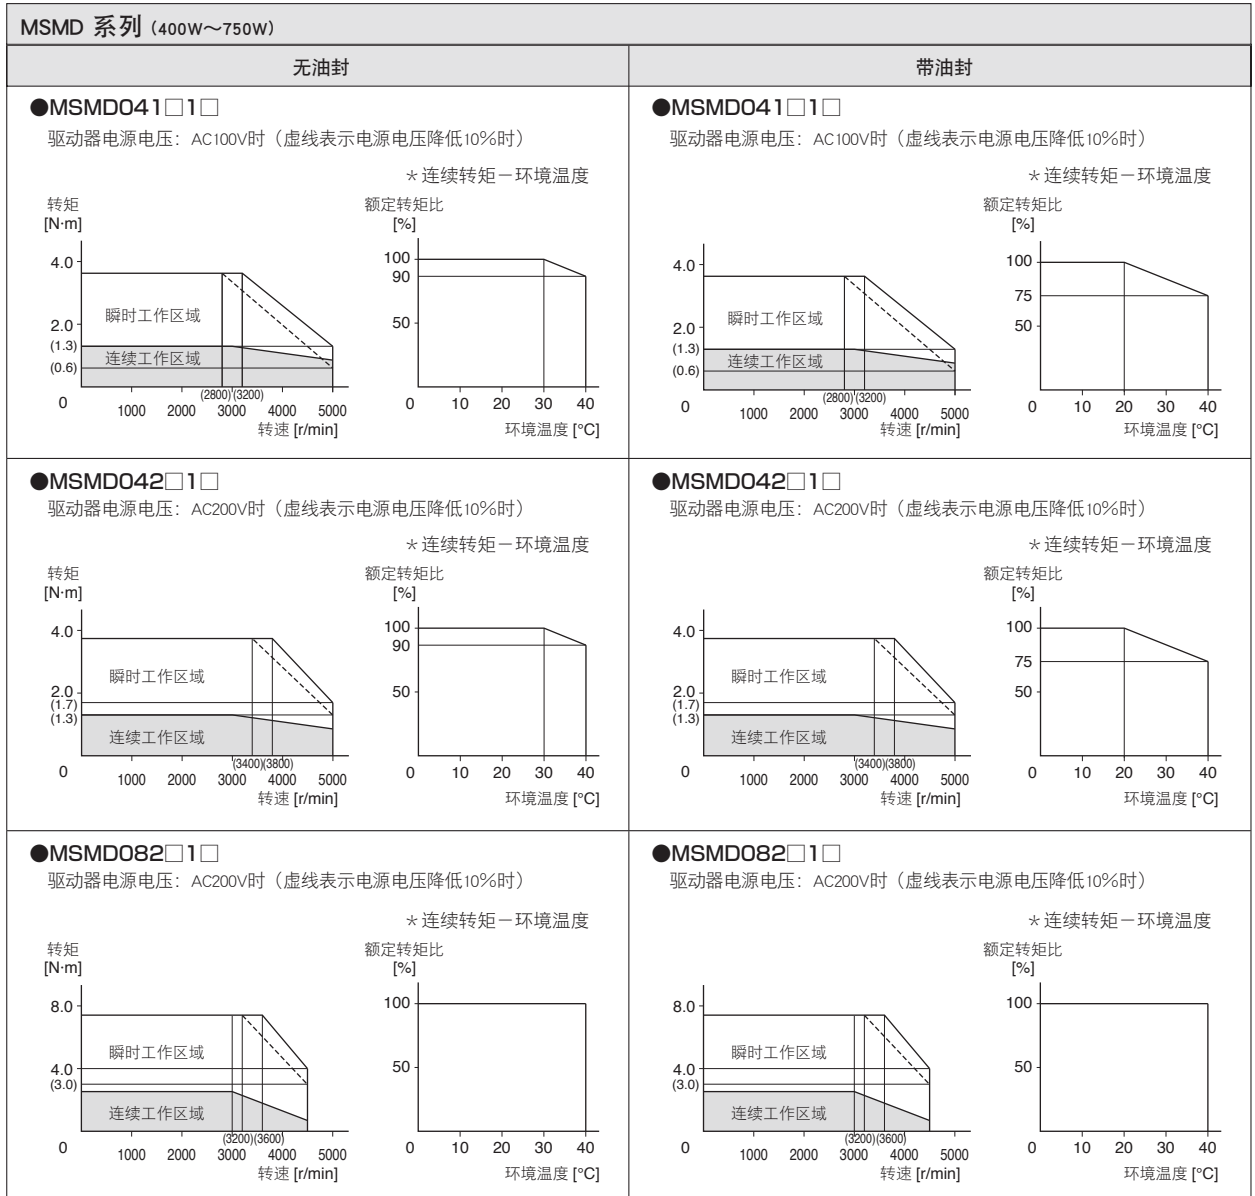 MSMD 系列（400W～750W）
无油封
带油封
●MSMD041□1□
驱动器电源电压：AC100V时（虚线表示电源电压降低10%时）
＊连续转矩－环境温度
转矩
[N·m]
4.0
2.0
(1.3)
(0.6)
0
瞬时工作区域
连续工作区域
(2800) (3200)
1000 2000 3000 4000 5000
转速 [r/min]
额定转矩比
[%]
100
90
50
0 10 20 30 40
环境温度 [°C]
●MSMD041□1□
驱动器电源电压：AC100V时（虚线表示电源电压降低10%时）
＊连续转矩－环境温度
4.0
2.0
(1.3)
(0.6)
0
瞬时工作区域
连续工作区域
(2800) (3200)
1000 2000 3000 4000 5000
转速 [r/min]
额定转矩比
[%]
100
75
50
0 10 20 30 40
环境温度 [°C]
●MSMD042□1□
驱动器电源电压：AC200V时（虚线表示电源电压降低10%时）
＊连续转矩－环境温度
转矩
[N·m]
4.0
2.0
(1.7)
(1.3)
0
瞬时工作区域
连续工作区域
(3400)(3800)
1000 2000 3000 4000 5000
转速 [r/min]
额定转矩比
[%]
100
90
50
0 10 20 30 40
环境温度 [°C]
●MSMD042□1□
驱动器电源电压：AC200V时（虚线表示电源电压降低10%时）
＊连续转矩－环境温度
4.0
2.0
(1.7)
(1.3)
0
瞬时工作区域
连续工作区域
(3400)(3800)
1000 2000 3000 4000 5000
转速 [r/min]
额定转矩比
[%]
100
75
50
0 10 20 30 40
环境温度 [°C]
●MSMD082□1□
驱动器电源电压：AC200V时（虚线表示电源电压降低10%时）
＊连续转矩－环境温度
转矩
[N·m]
8.0
4.0
(3.0)
0
瞬时工作区域
连续工作区域
(3200)(3600)
1000 2000 3000 4000 5000
转速 [r/min]
额定转矩比
[%]
100
50
0 10 20 30 40
环境温度 [°C]
●MSMD082□1□
驱动器电源电压：AC200V时（虚线表示电源电压降低10%时）
＊连续转矩－环境温度
8.0
4.0
(3.0)
0
瞬时工作区域
连续工作区域
(3200)(3600)
1000 2000 3000 4000 5000
转速 [r/min]
额定转矩比
[%]
100
50
0 10 20 30 40
环境温度 [°C]